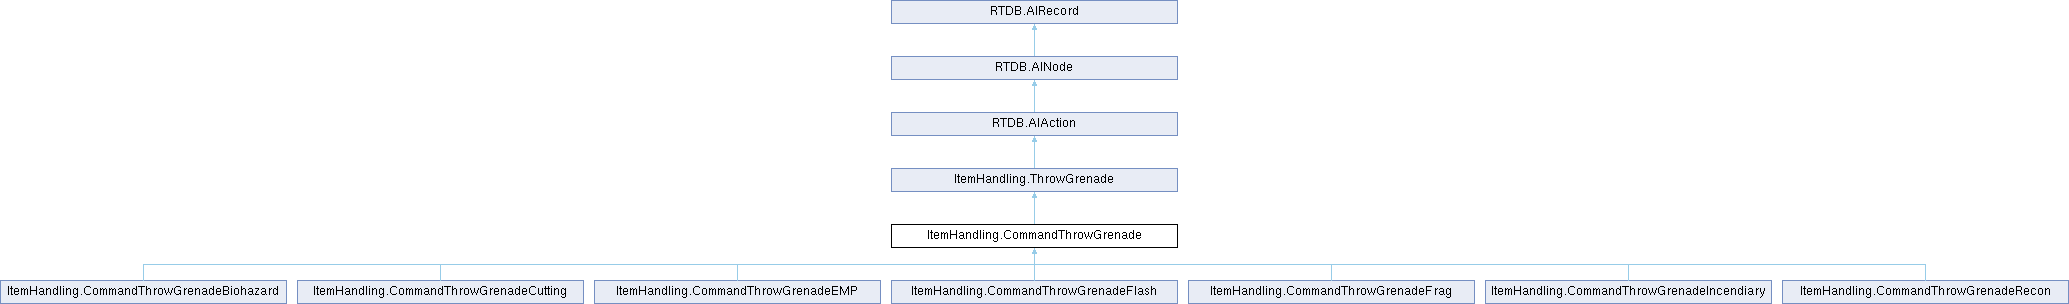 RTDB.AIRecord
RTDB.AINode
RTDB.AIAction
ItemHandling.ThrowGrenade
ItemHandling.CommandThrowGrenade
ItemHandling.CommandThrowGrenadeBiohazard
ItemHandling.CommandThrowGrenadeCutting
ItemHandling.CommandThrowGrenadeEMP
ItemHandling.CommandThrowGrenadeFlash
ItemHandling.CommandThrowGrenadeFrag
ItemHandling.CommandThrowGrenadeIncendiary
ItemHandling.CommandThrowGrenadeRecon